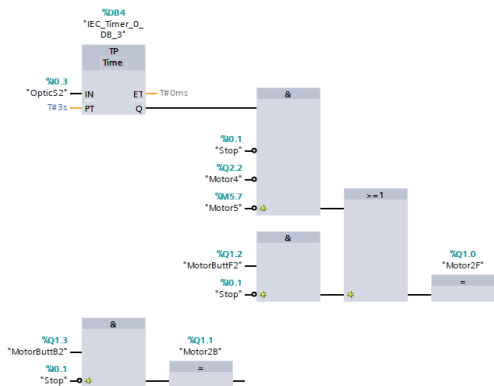 %DB4
"IEC_Timer_0_
DB_3"
TP
Time
%I0.3
"OpticS2" IN ET T#0ms
T#3s PT Q
&
%I0.1
"Stop"
%Q2.2
"Motor4"
%M5.7
"Motor5"
>=1
&
%Q1.2
"MotorButtF2"
%Q1.0
"Motor2F"
%I0.1
"Stop"
=
&
%Q1.3
"MotorButtB2"
%Q1.1
"Motor2B"
%I0.1
"Stop"
=